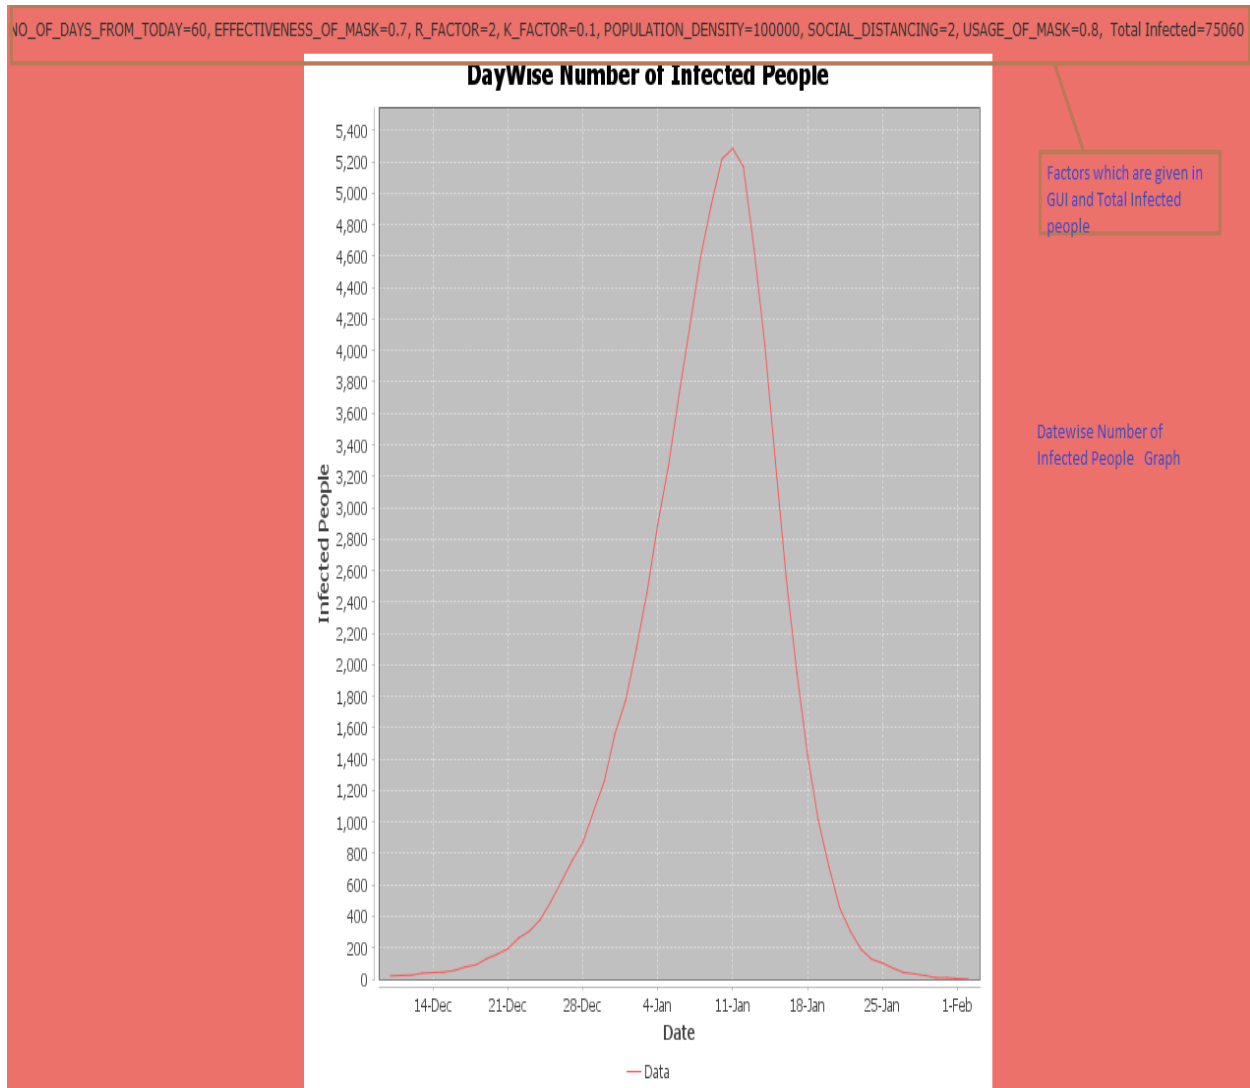 NO_OF_DAYS_FROM_TODAY=60, EFFECTIVENESS_OF_MASK=0.7, R_FACTOR=2, K_FACTOR=0.1, POPULATION_DENSITY=100000, SOCIAL_DISTANCING=2, USAGE_OF_MASK=0.8, Total Infected=75060
DayWise Number of Infected People
5,400
5,200
5,000
4,800
4,600
4,400
4,200
4,000
3,800
3,600
3,400
3,200
3,000
2,800
2,600
2,400
2,200
2,000
1,800
1,600
1,400
1,200
1,000
800
600
400
200
0
Infected People
14-Dec
21-Dec
28-Dec
4-Jan
11-Jan
18-Jan
25-Jan
1-Feb
Date
Data
Factors which are given in
GUI and Total Infected
people
Datewise Number of
Infected People Graph